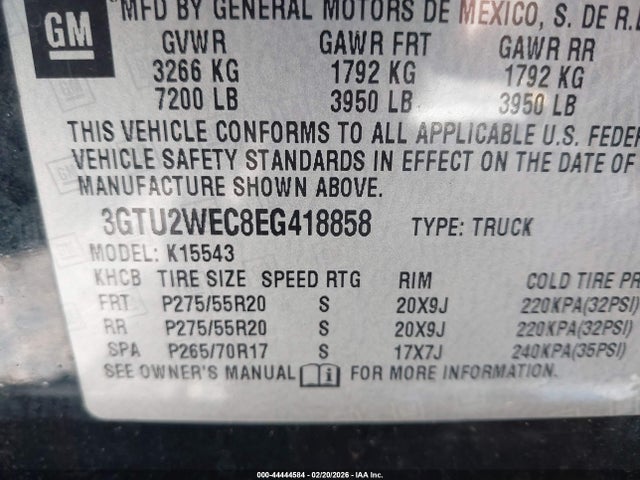 GM
MFD BY GENERAL MOTORS DE MEXICO, S. DE R.L
GVWR GAWR FRT GAWR RR
3266 KG 1792 KG 1792 KG
7200 LB 3950 LB 3950 LB
THIS VEHICLE CONFORMS TO ALL APPLICABLE U.S. FEDER
VEHICLE SAFETY STANDARDS IN EFFECT ON THE DATE OF
MANUFACTURE SHOWN ABOVE.
3GTU2WEC8EG418858 TYPE: TRUCK
MODEL: K15543
KHCB TIRE SIZE SPEED RTG RIM COLD TIRE PR
FRT P275/55R20 S 20X9J 220KPA(32PSI)
RR P275/55R20 S 20X9J 220KPA(32PSI)
SPA P265/70R17 S 17X7J 240KPA(35PSI)
SEE OWNER'S MANUAL FOR MORE INFORMATION.
000-44444584 - 02/20/2026 - IAA Inc.